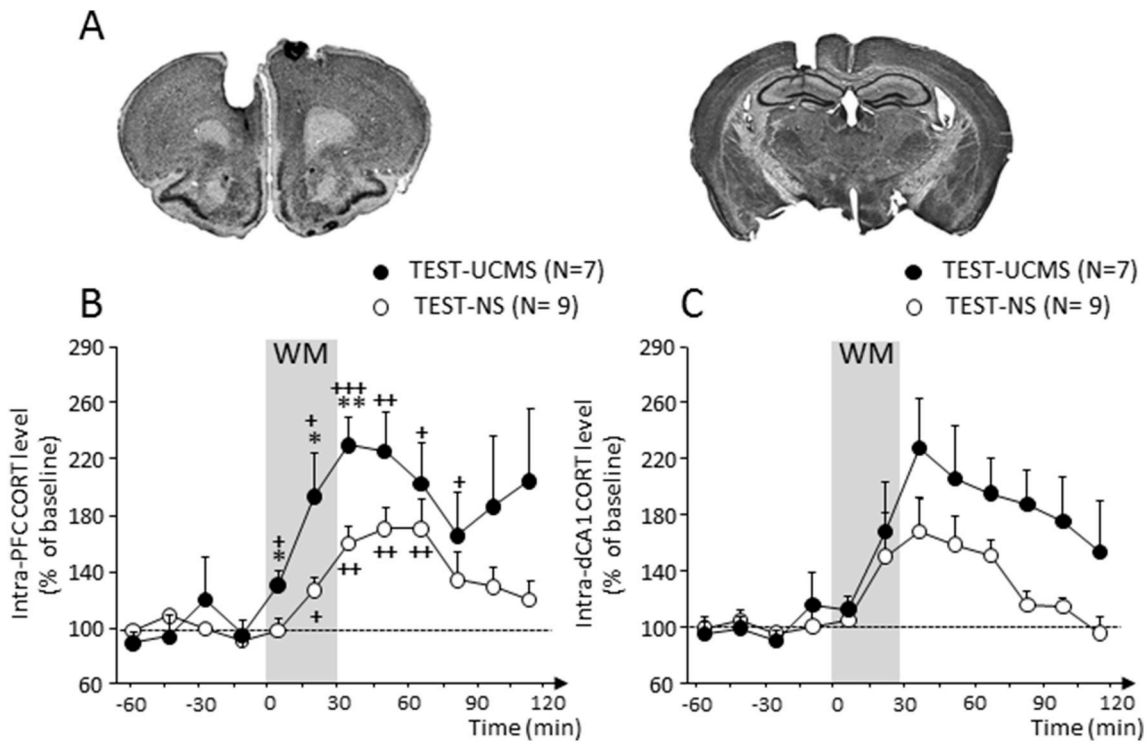 A
TEST-UCMS (N=7)
TEST-NS (N= 9)
TEST-UCMS (N=7)
TEST-NS (N= 9)
B
Intra-PFC CORT level
(% of baseline)
290
260
220
180
140
100
60
WM
+++
**
++
+
*
+
*
+
+
++
++
++
+
-60
-30
0
30
60
90
120
Time (min)
C
Intra-dCA1 CORT level
(% of baseline)
290
260
220
180
140
100
60
WM
-60
-30
0
30
60
90
120
Time (min)